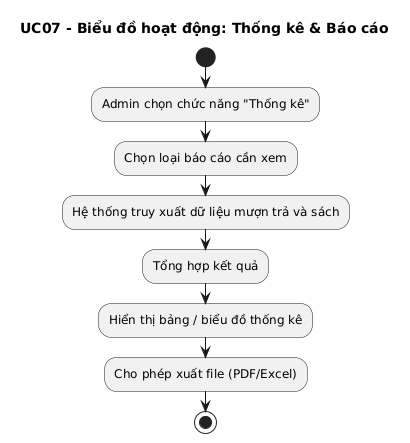 UC07 - Biểu đồ hoạt động: Thống kê & Báo cáo
Admin chọn chức năng "Thống kê"
Chọn loại báo cáo cần xem
Hệ thống truy xuất dữ liệu mượn trả và sách
Tổng hợp kết quả
Hiển thị bảng / biểu đồ thống kê
Cho phép xuất file (PDF/Excel)